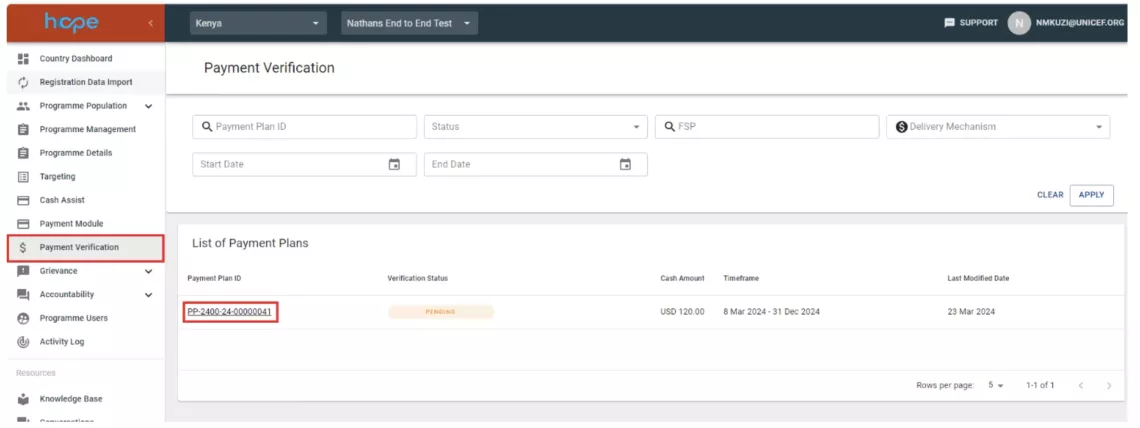 hope
Kenya
Nathans End to End Test
SUPPORT
N
NMKUZI@UNICEF.ORG
Country Dashboard
Registration Data Import
Programme Population
Programme Management
Programme Details
Targeting
Cash Assist
Payment Module
Payment Verification
Grievance
Accountability
Programme Users
Activity Log
Resources
Knowledge Base
Conversations
Payment Verification
Payment Plan ID
Status
FSP
Delivery Mechanism
Start Date
End Date
CLEAR
APPLY
List of Payment Plans
Payment Plan ID Verification Status Cash Amount Timeframe Last Modified Date
PP-2400-24-00000041 PENDING USD 120.00 8 Mar 2024 - 31 Dec 2024 23 Mar 2024
Rows per page: 5 1-1 of 1